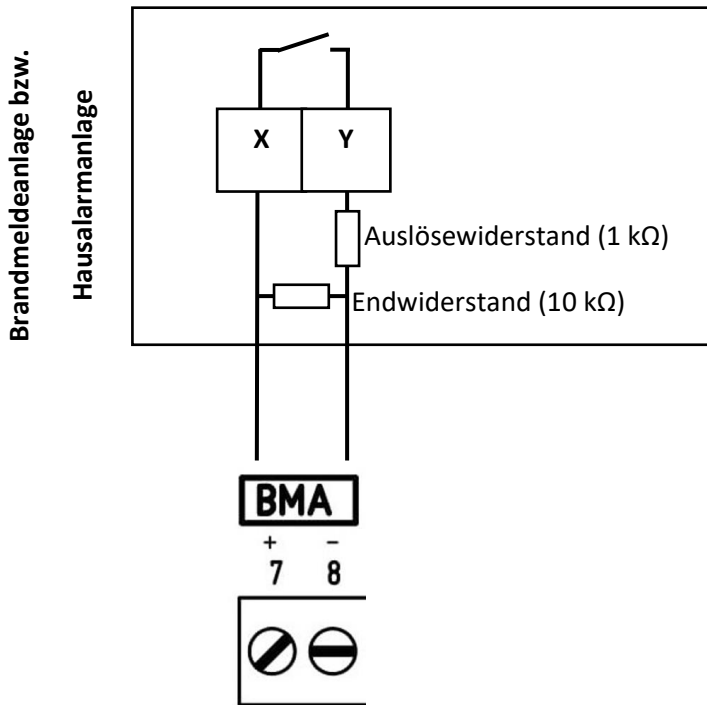 Brandmeldeanlage bzw.
Hausalarmanlage
X Y
Auslösewiderstand (1 kΩ)
Endwiderstand (10 kΩ)
BMA
+ −
7 8